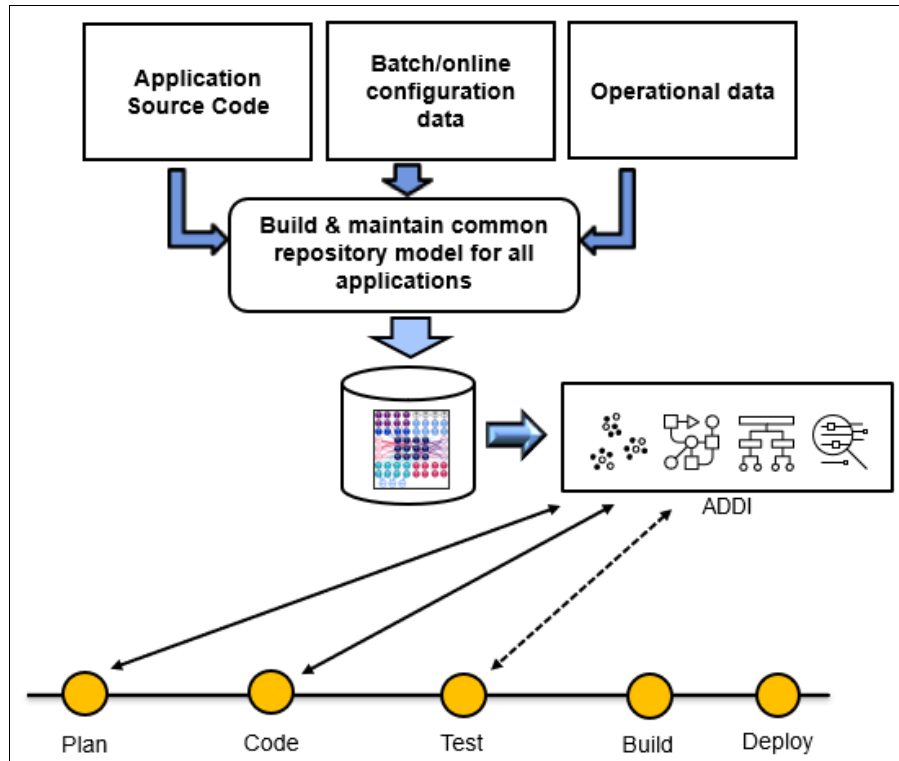 Application
Source Code
Batch/online
configuration
data
Operational data
Build & maintain common
repository model for all
applications
ADDI
Plan
Code
Test
Build
Deploy